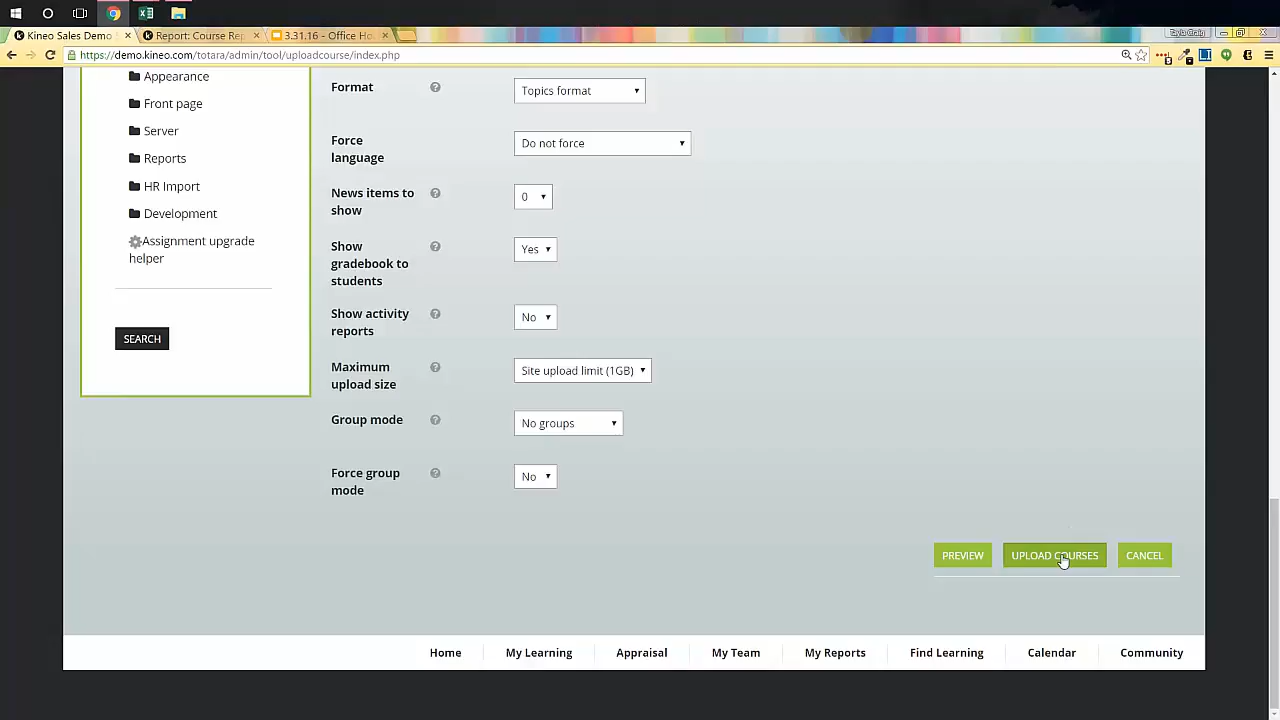 Kineo Sales Demo
Report: Course Rep
3.31.16 - Office Ho
https://demo.kineo.com/totara/admin/tool/uploadcourse/index.php
Appearance
Front page
Server
Reports
HR Import
Development
Assignment upgrade
helper
SEARCH
Format
Topics format
Force
language
Do not force
News items to
show
0
Show
gradebook to
students
Yes
Show activity
reports
No
Maximum
upload size
Site upload limit (1GB)
Group mode
No groups
Force group
mode
No
PREVIEW
UPLOAD COURSES
CANCEL
Home
My Learning
Appraisal
My Team
My Reports
Find Learning
Calendar
Community